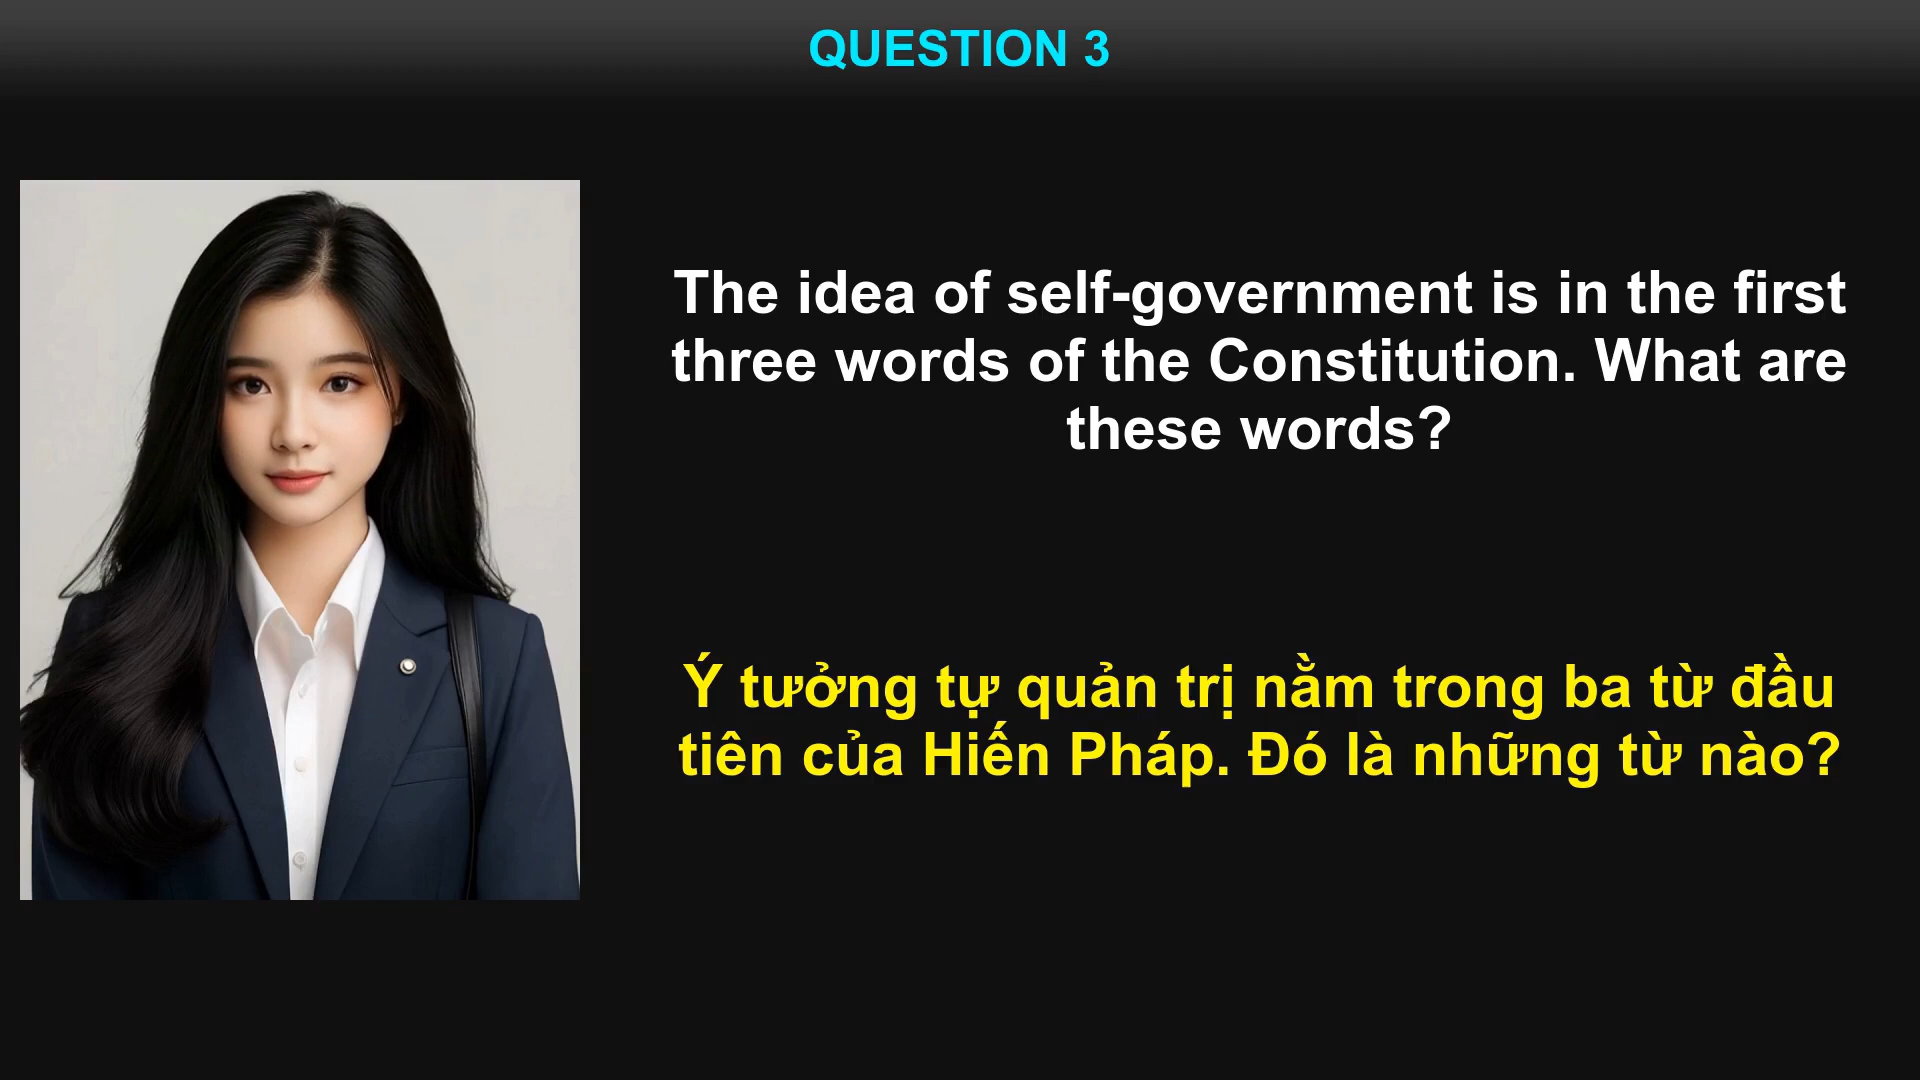 QUESTION 3
The idea of self-government is in the first
three words of the Constitution. What are
these words?
Ý tưởng tự quản trị nằm trong ba từ đầu
tiên của Hiến Pháp. Đó là những từ nào?